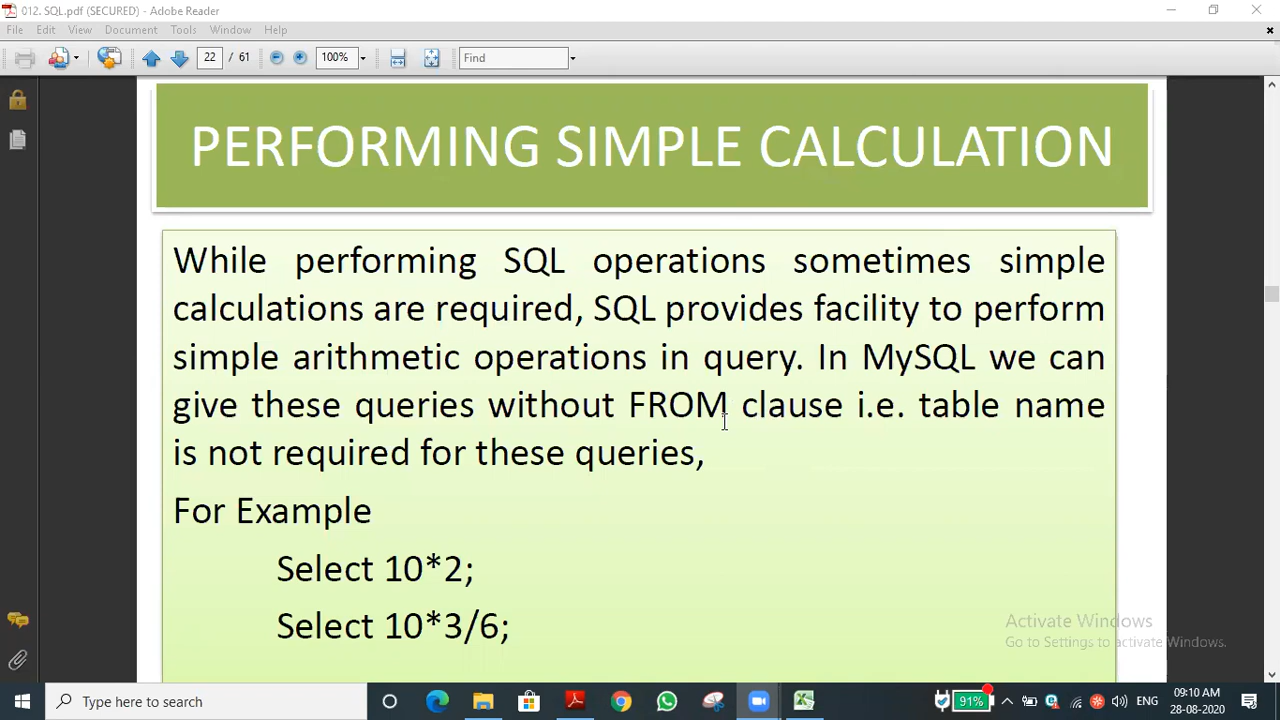 012. SQL.pdf (SECURED) - Adobe Reader
File Edit View Document Tools Window Help
22 / 61 100% Find
PERFORMING SIMPLE CALCULATION
While performing SQL operations sometimes simple
calculations are required, SQL provides facility to perform
simple arithmetic operations in query. In MySQL we can
give these queries without FROM clause i.e. table name
is not required for these queries,
For Example
Select 10*2;
Select 10*3/6;
Activate Windows
Go to Settings to activate Windows.
Type here to search
91%
ENG
09:10 AM
28-08-2020